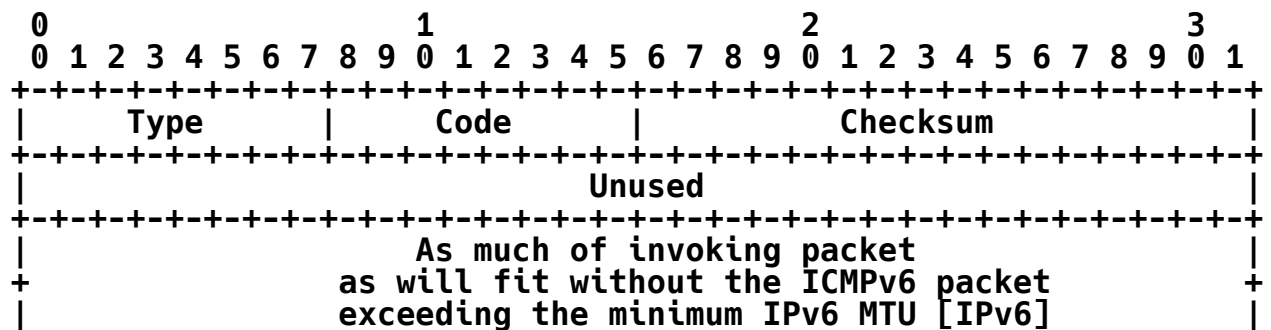 0                   1                   2                   3
 0 1 2 3 4 5 6 7 8 9 0 1 2 3 4 5 6 7 8 9 0 1 2 3 4 5 6 7 8 9 0 1
+-+-+-+-+-+-+-+-+-+-+-+-+-+-+-+-+-+-+-+-+-+-+-+-+-+-+-+-+-+-+-+-+
|     Type      |     Code      |          Checksum             |
+-+-+-+-+-+-+-+-+-+-+-+-+-+-+-+-+-+-+-+-+-+-+-+-+-+-+-+-+-+-+-+-+
|                             Unused                            |
+-+-+-+-+-+-+-+-+-+-+-+-+-+-+-+-+-+-+-+-+-+-+-+-+-+-+-+-+-+-+-+-+
|                    As much of invoking packet                 |
+                as will fit without the ICMPv6 packet          +
|                exceeding the minimum IPv6 MTU [IPv6]          |